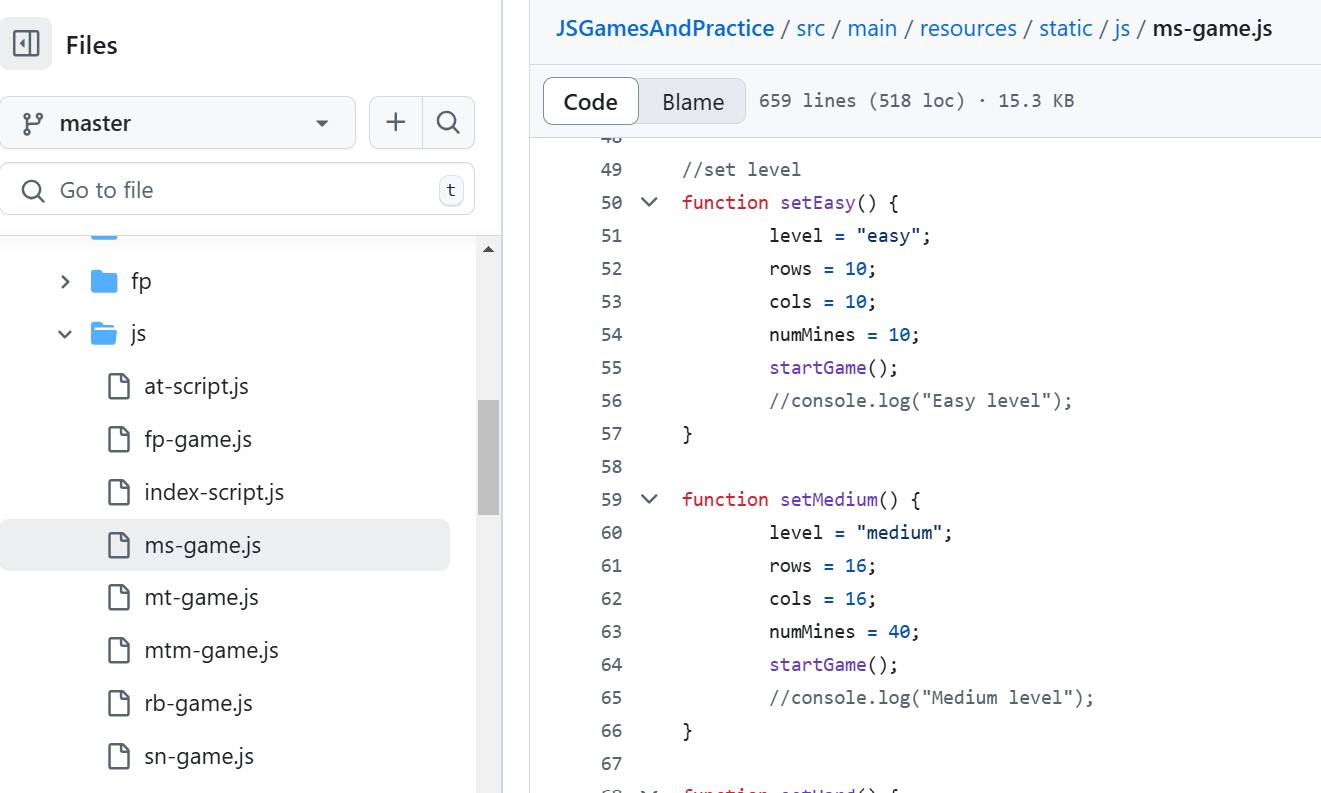 Files
master
Go to file
t
fp
js
at-script.js
fp-game.js
index-script.js
ms-game.js
mt-game.js
mtm-game.js
rb-game.js
sn-game.js
JSGamesAndPractice / src / main / resources / static / js / ms-game.js
Code Blame 659 lines (518 loc) · 15.3 KB
48
49 //set level
50 function setEasy() {
51 level = "easy";
52 rows = 10;
53 cols = 10;
54 numMines = 10;
55 startGame();
56 //console.log("Easy level");
57 }
58
59 function setMedium() {
60 level = "medium";
61 rows = 16;
62 cols = 16;
63 numMines = 40;
64 startGame();
65 //console.log("Medium level");
66 }
67
68 function setHard() {